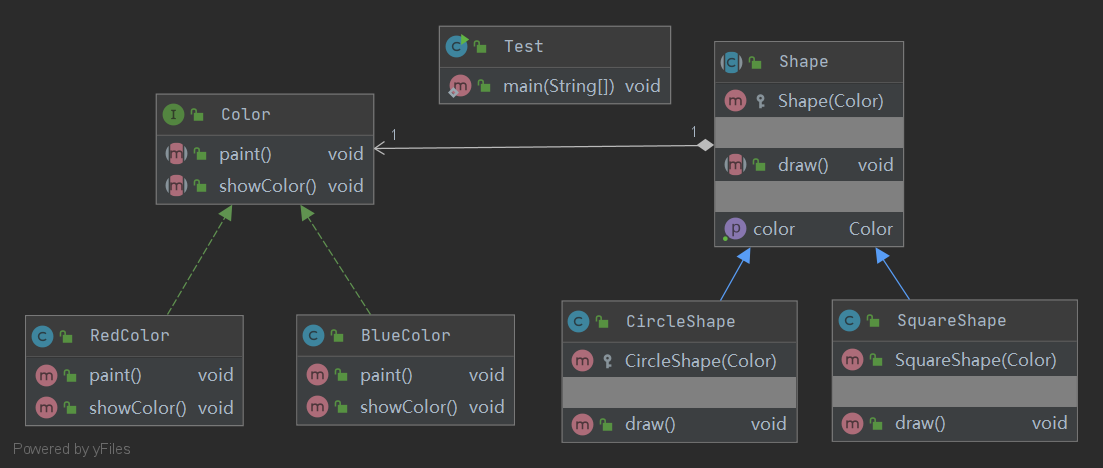 Test
main(String[]) void
Color
paint() void
showColor() void
1
1
Shape
Shape(Color)
draw() void
color Color
RedColor
paint() void
showColor() void
BlueColor
paint() void
showColor() void
CircleShape
CircleShape(Color)
draw() void
SquareShape
SquareShape(Color)
draw() void
Powered by yFiles